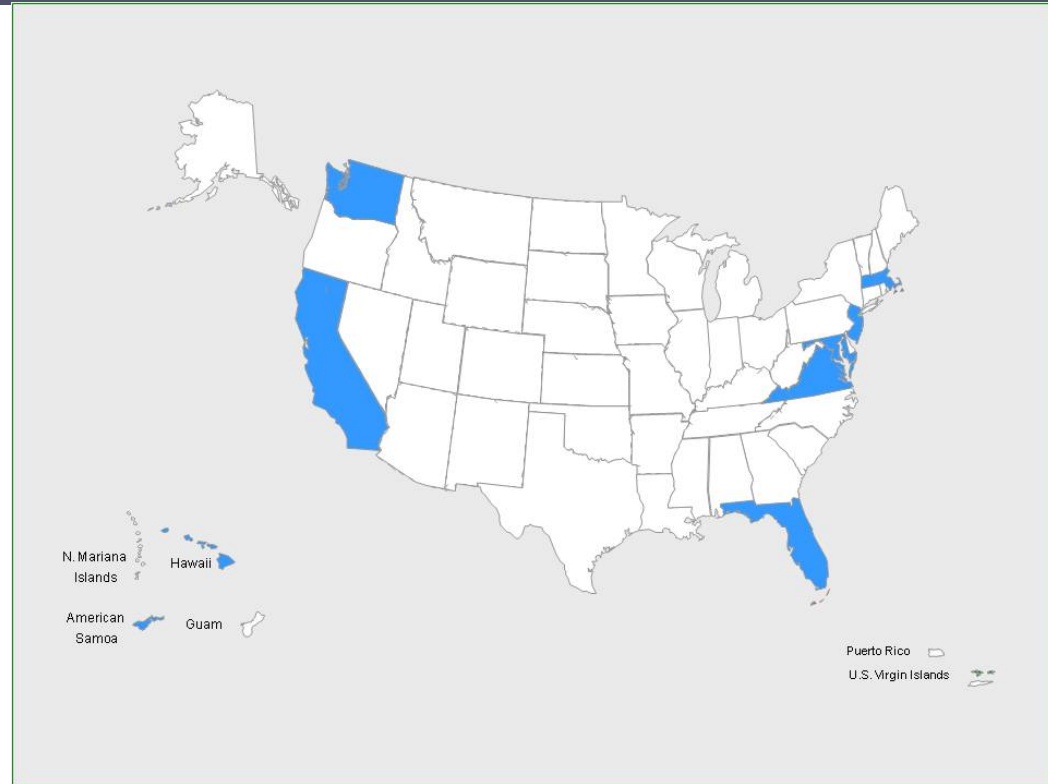 N. Mariana
Islands
Hawaii
American
Samoa
Guam
Puerto Rico
U.S. Virgin Islands